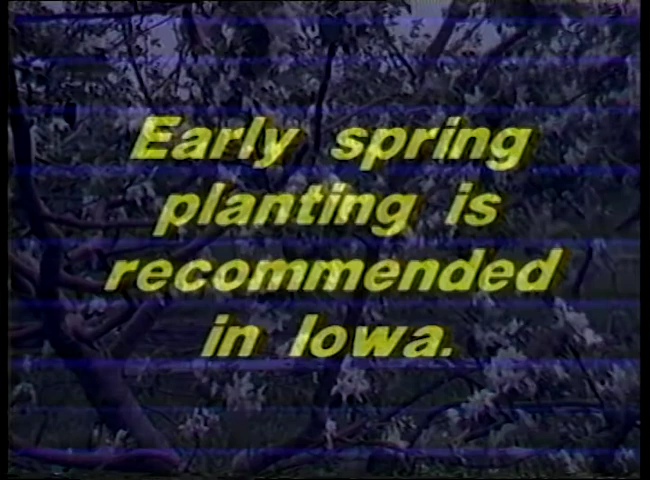 Early spring
planting is
recommended
in Iowa.